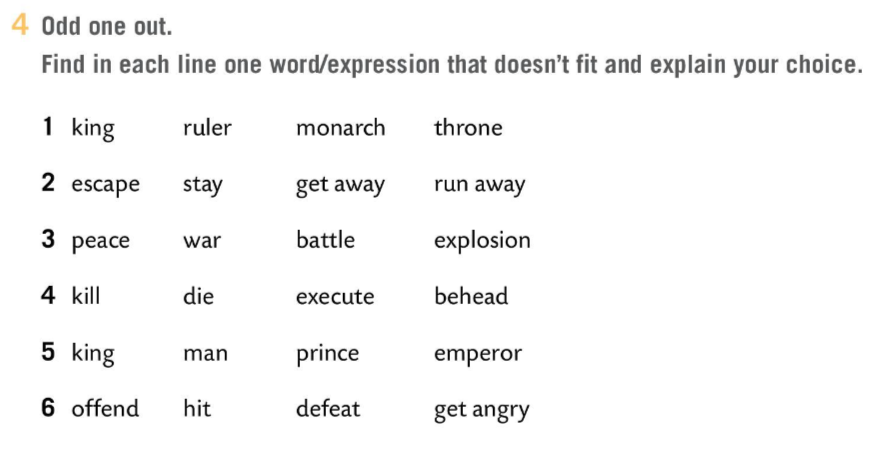 4 Odd one out.
Find in each line one word/expression that doesn't fit and explain your choice.
1 king ruler monarch throne
2 escape stay get away run away
3 peace war battle explosion
4 kill die execute behead
5 king man prince emperor
6 offend hit defeat get angry